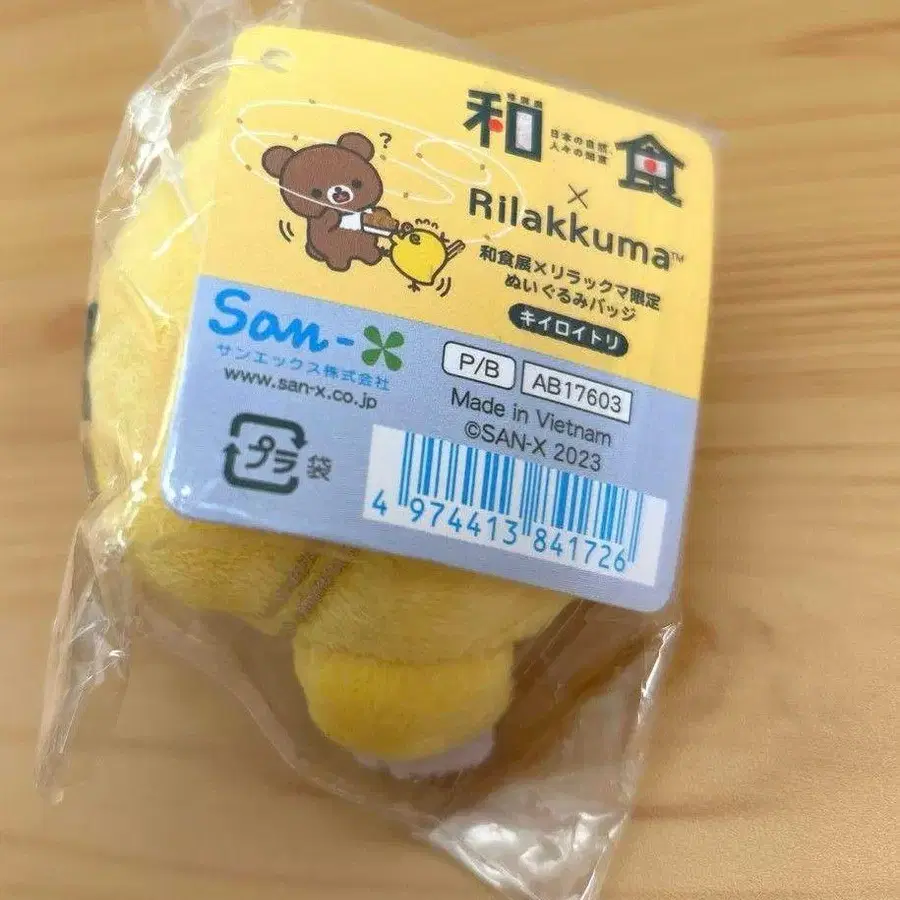 和食
日本の自然、
人々の知恵
×
Rilakkuma™
和食展×リラックマ限定
ぬいぐるみバッジ
キイロイトリ
?
San-X
サンエックス株式会社
www.san-x.co.jp
プラ
袋
P/B AB17603
Made in Vietnam
©SAN-X 2023
4 974413 841726